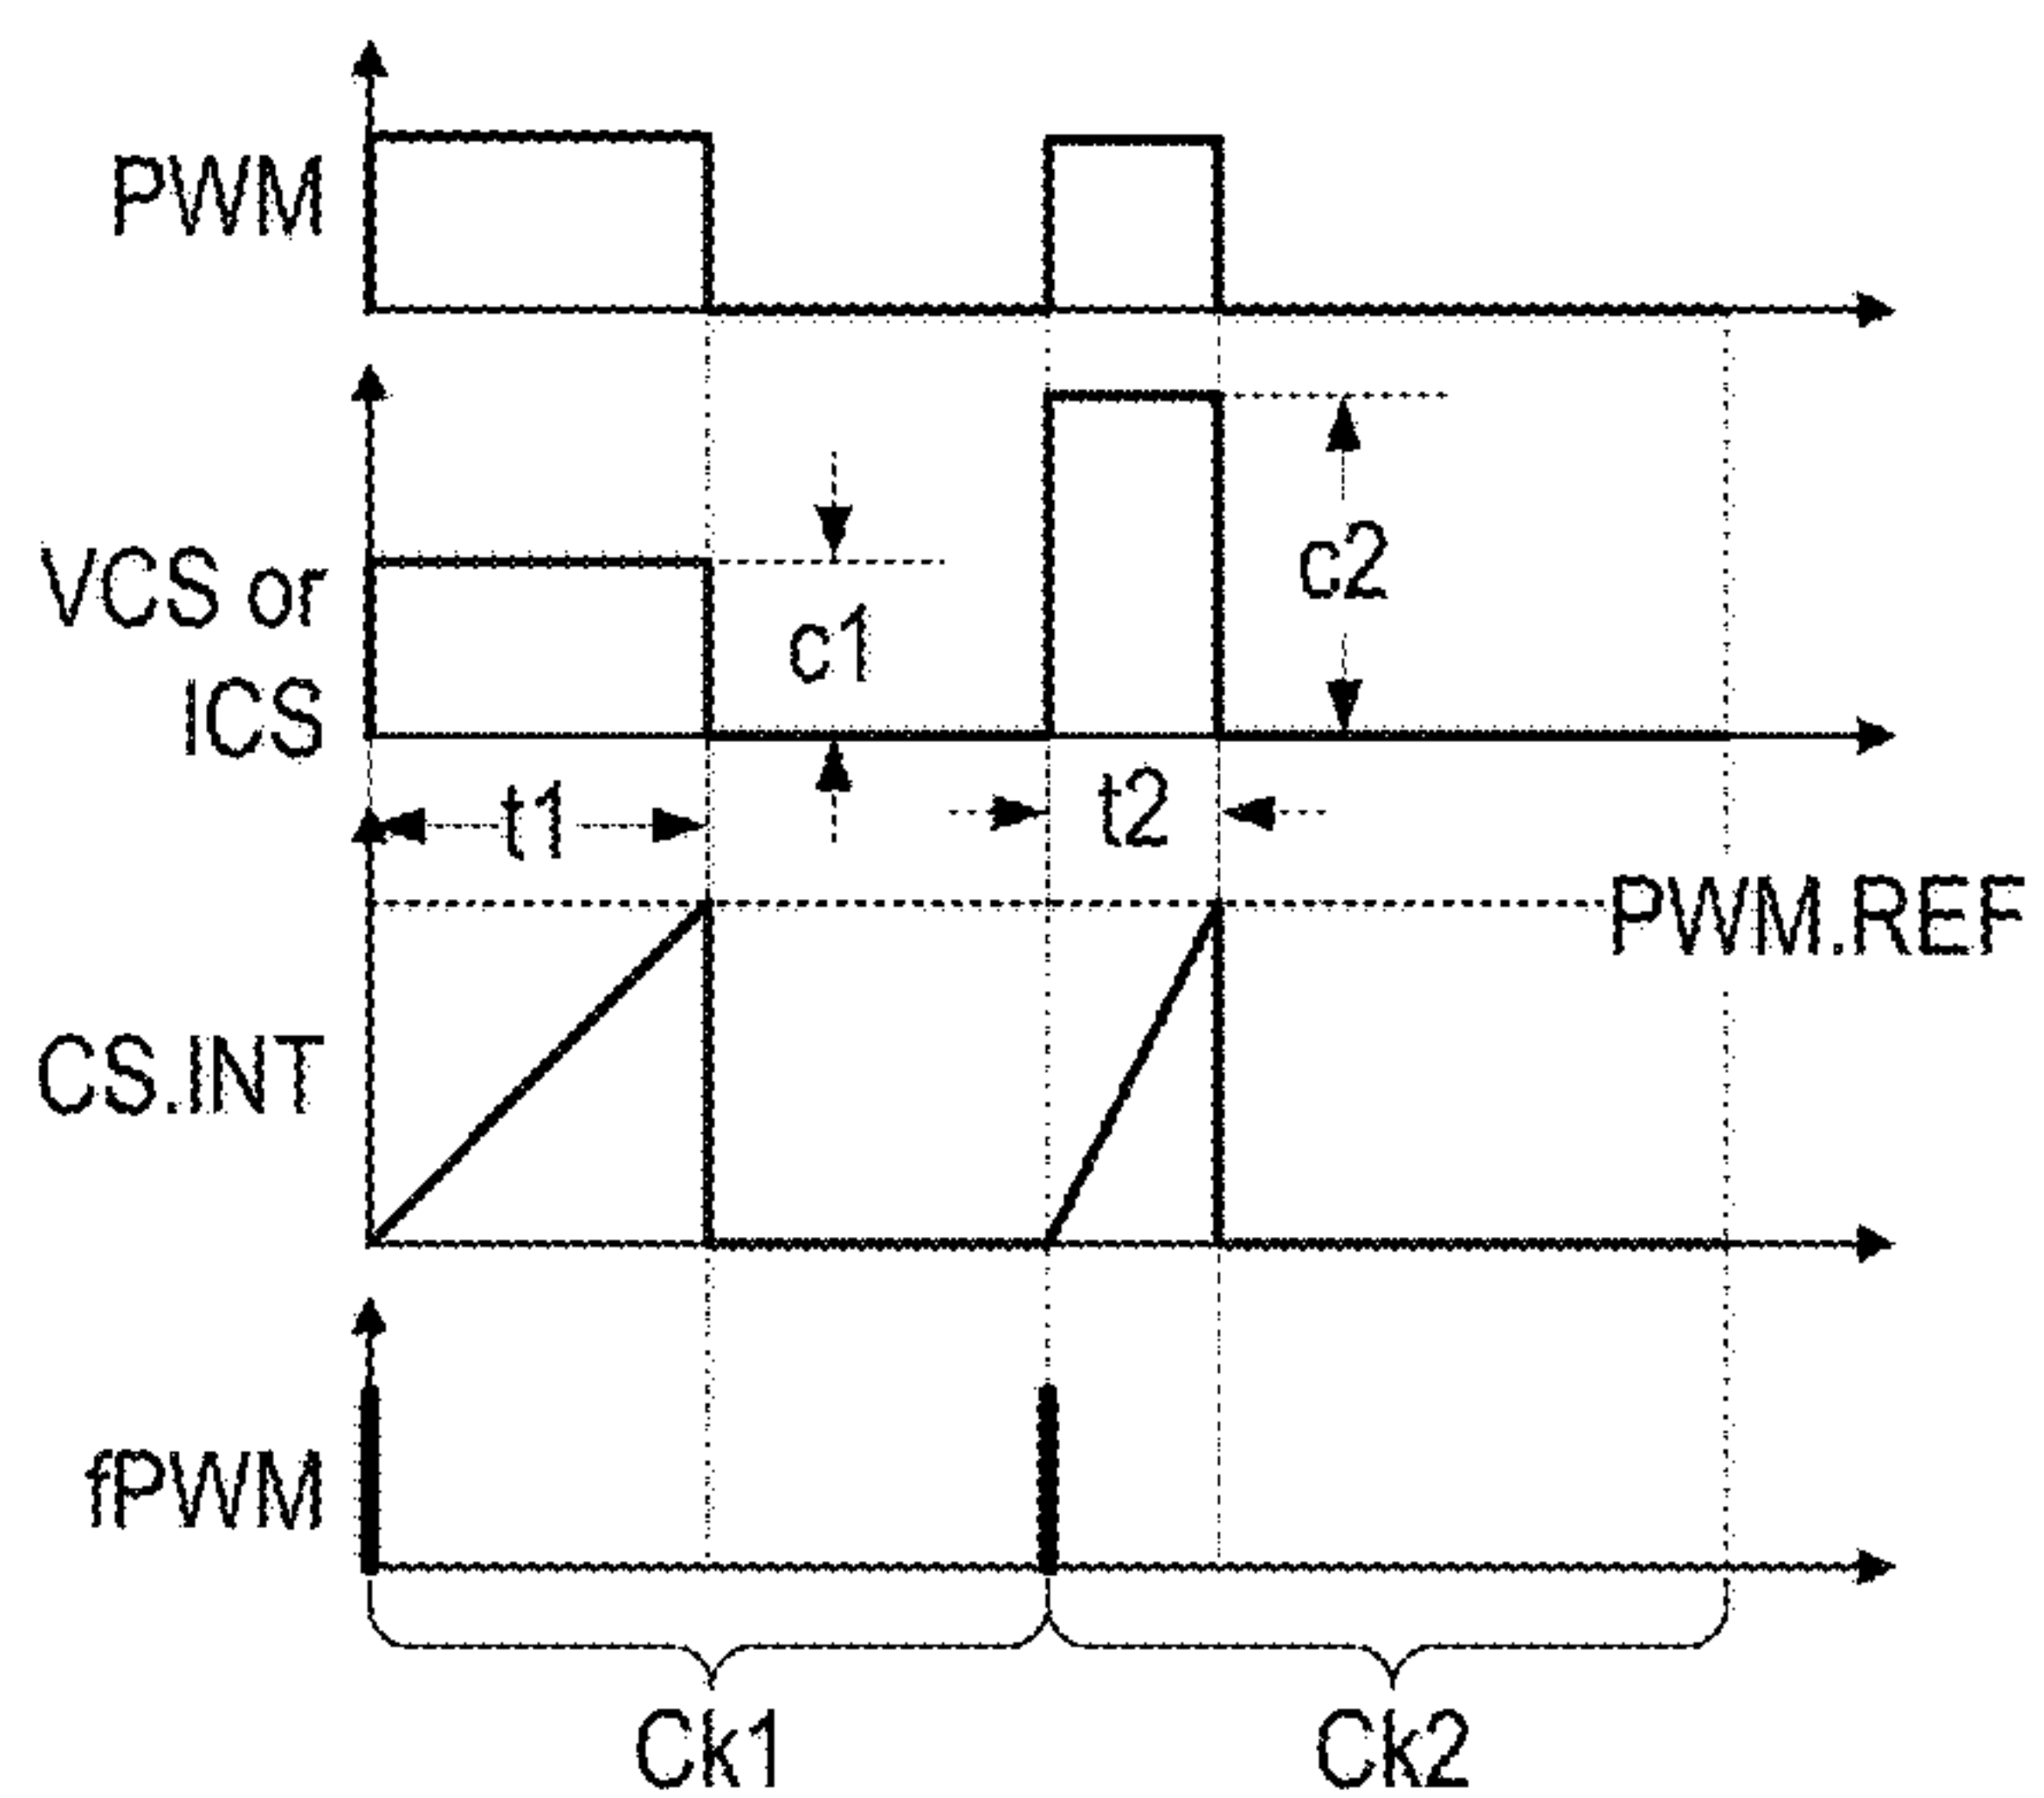 PWM
VCS or
ICS
c1
c2
t1
t2
PWM.REF
CS.INT
fPWM
Ck1
Ck2